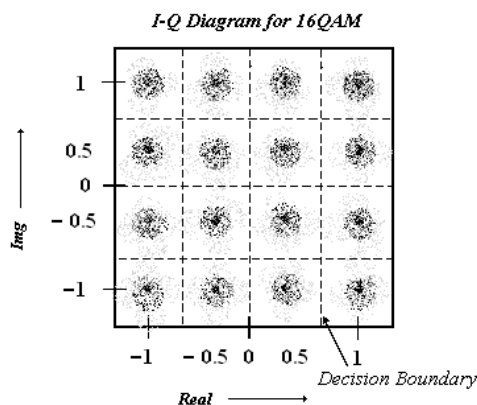 I-Q Diagram for 16QAM
1
0.5
0
− 0.5
−1
Img
−1 − 0.5 0 0.5 1
Decision Boundary
Real